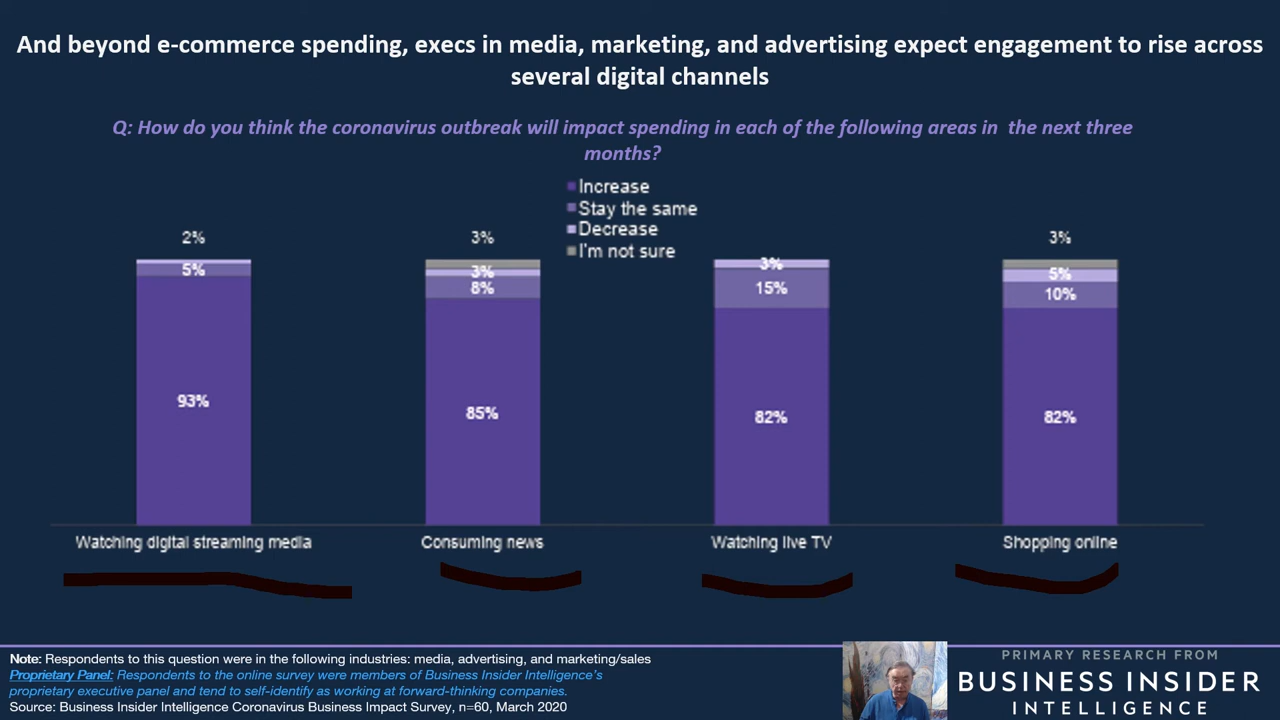 And beyond e-commerce spending, execs in media, marketing, and advertising expect engagement to rise across
several digital channels
Q: How do you think the coronavirus outbreak will impact spending in each of the following areas in the next three
months?
Increase
Stay the same
Decrease
I'm not sure
2%
5%
93%
Watching digital streaming media
3%
3%
8%
85%
Consuming news
3%
15%
82%
Watching live TV
3%
5%
10%
82%
Shopping online
Note: Respondents to this question were in the following industries: media, advertising, and marketing/sales
Proprietary Panel: Respondents to the online survey were members of Business Insider Intelligence's
proprietary executive panel and tend to self-identify as working at forward-thinking companies.
Source: Business Insider Intelligence Coronavirus Business Impact Survey, n=60, March 2020
PRIMARY RESEARCH FROM
BUSINESS INSIDER
INTELLIGENCE